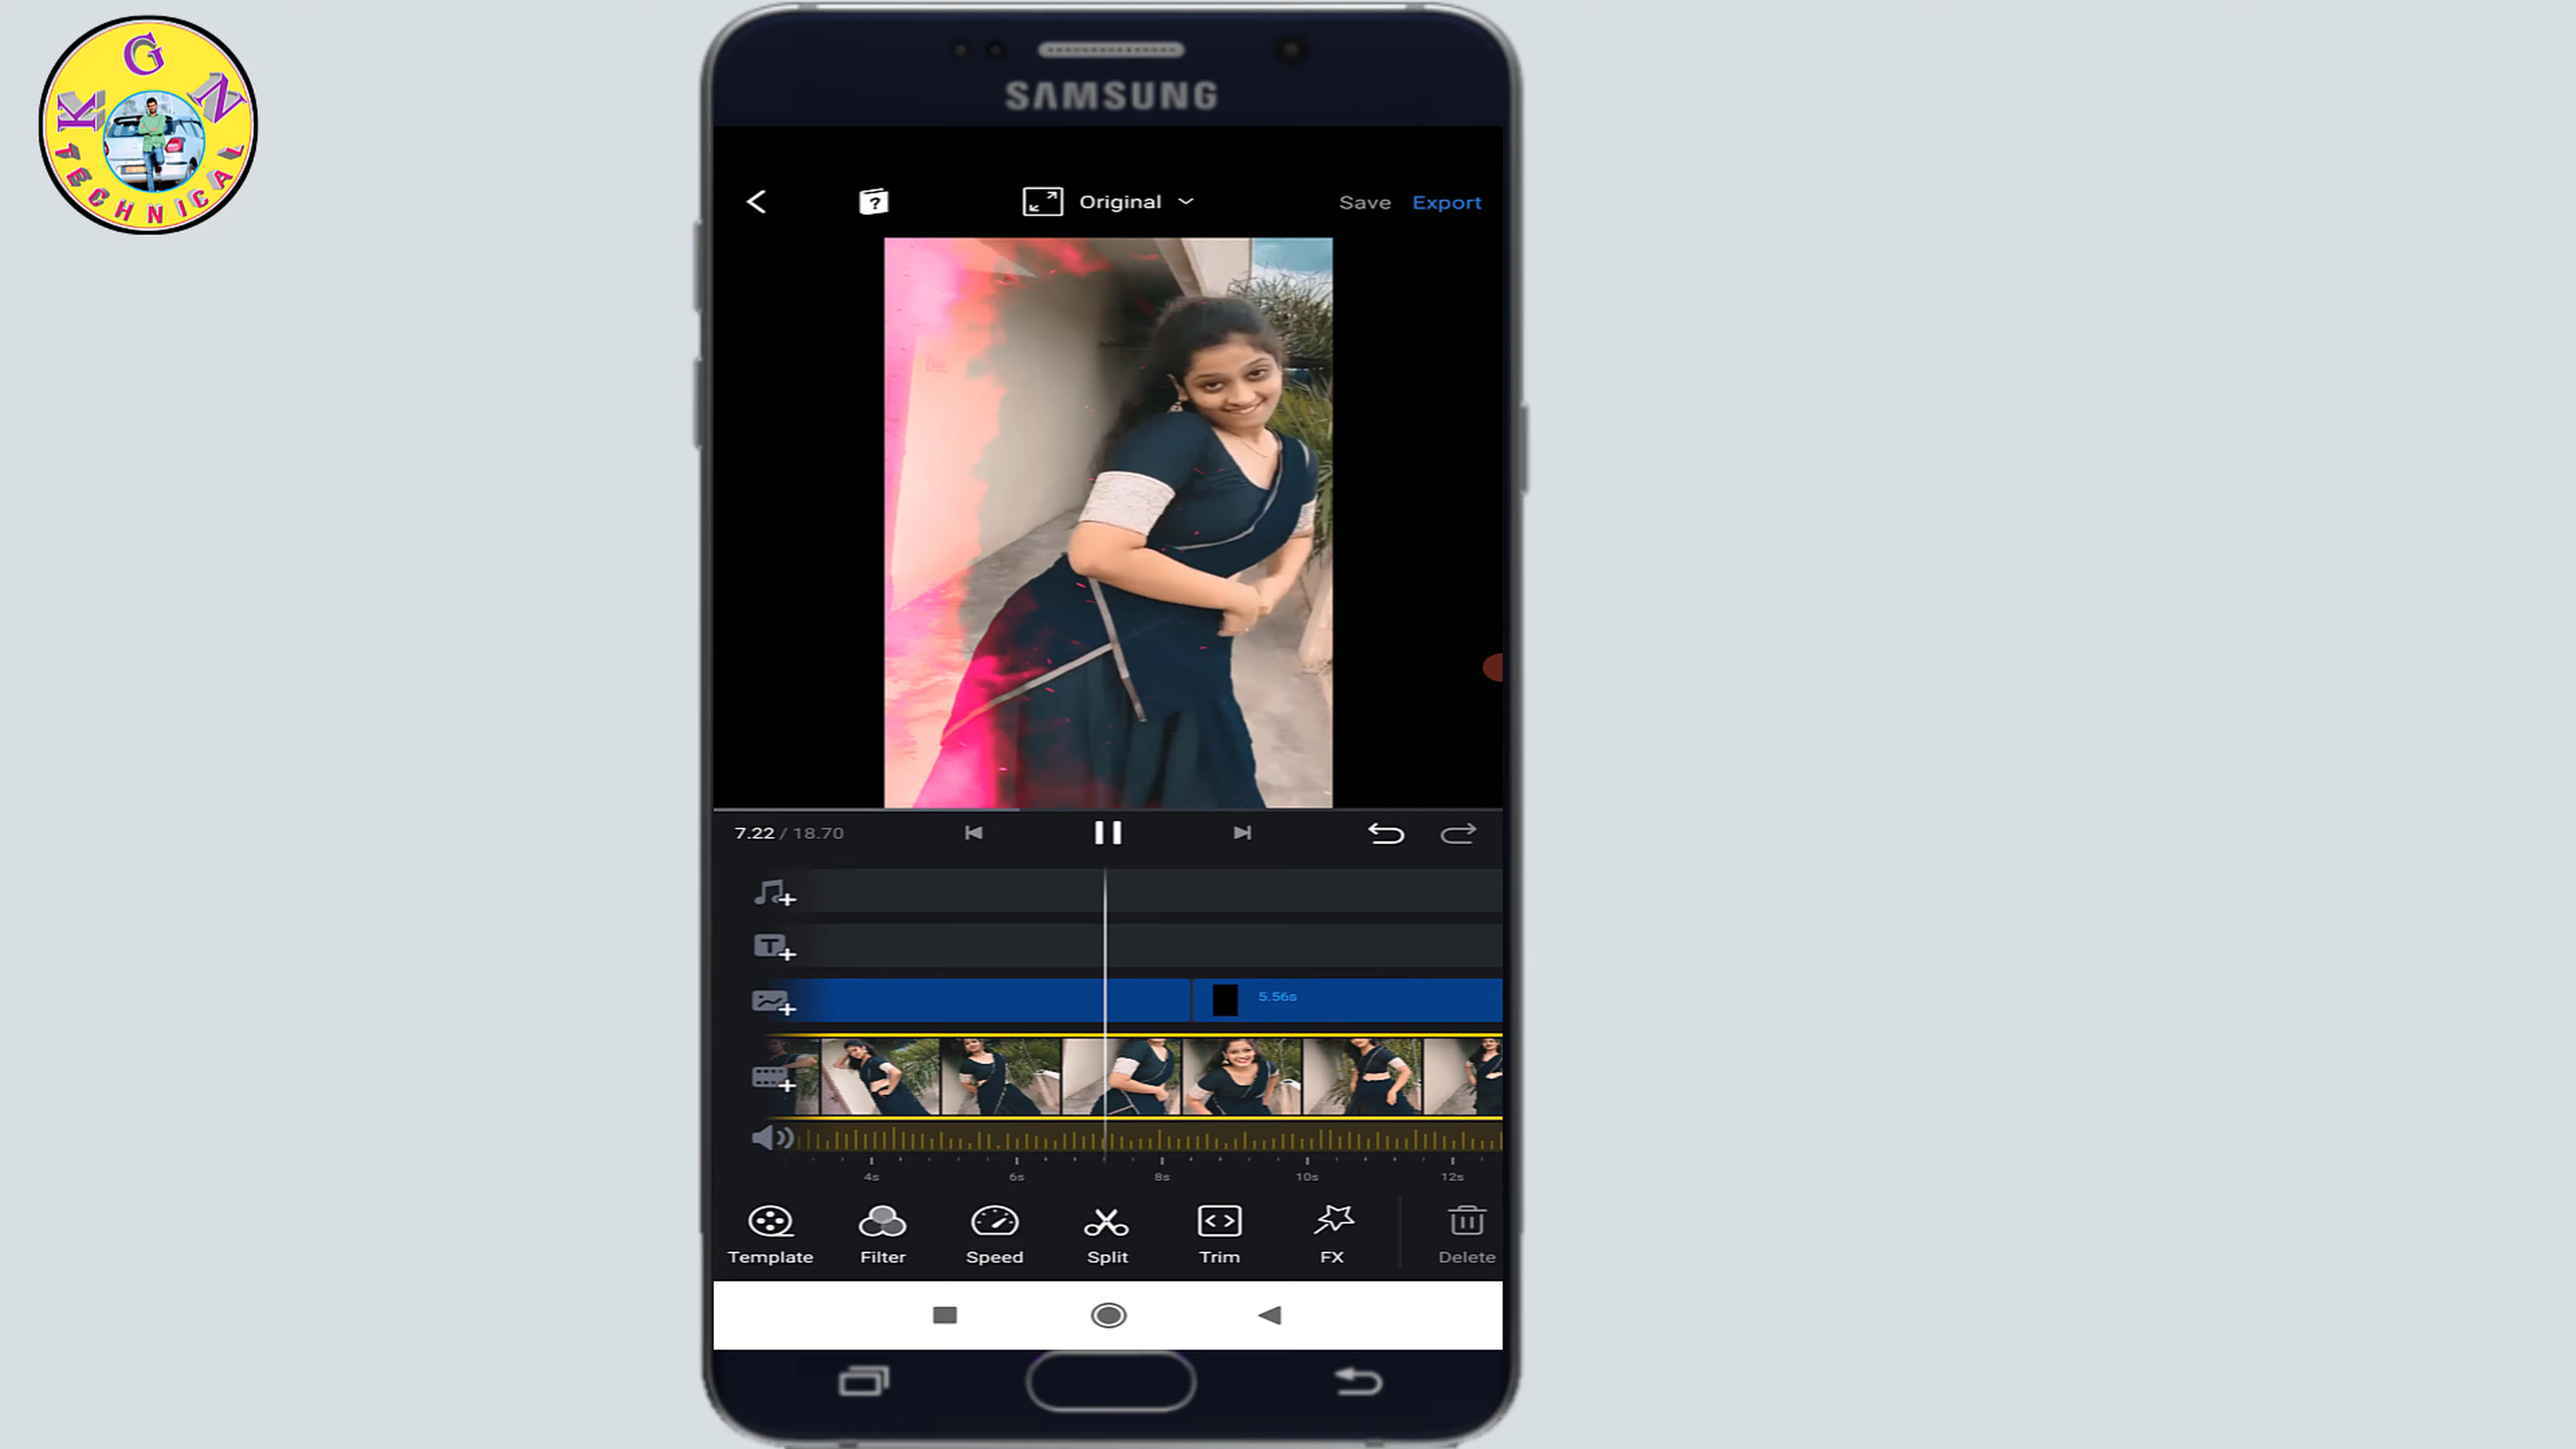 K G N
TECHNICAL
SAMSUNG
Original
Save Export
7.22 / 18.70
5.56s
4s 6s 8s 10s 12s
Template Filter Speed Split Trim FX Delete